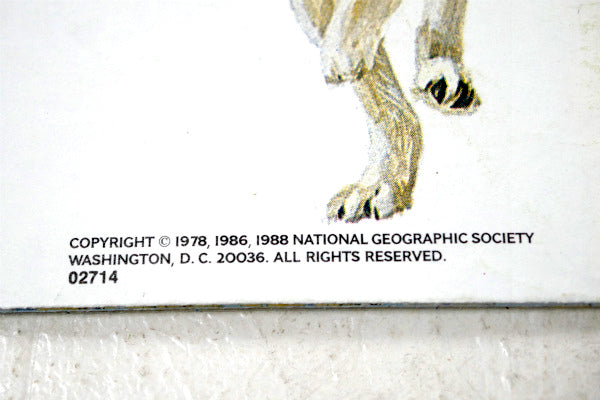 COPYRIGHT © 1978, 1986, 1988 NATIONAL GEOGRAPHIC SOCIETY
WASHINGTON, D. C. 20036. ALL RIGHTS RESERVED.
02714